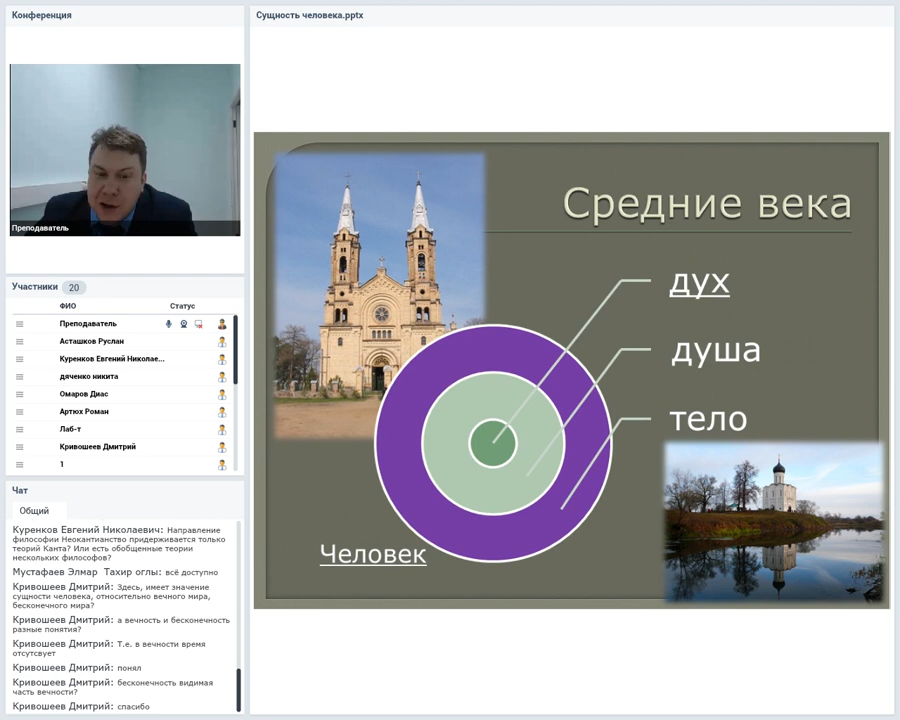 Конференция
Преподаватель
Участники 20
ФИО Статус
Преподаватель
Асташков Руслан
Куренков Евгений Николае...
дяченко никита
Омаров Диас
Артюх Роман
Лаб-т
Кривошеев Дмитрий
1
Чат
Общий
Куренков Евгений Николаевич: Направление
философии Неокантианство придерживается только
теорий Канта? Или есть обобщенные теории
нескольких философов?
Мустафаев Элмар Тахир оглы: всё доступно
Кривошеев Дмитрий: Здесь, имеет значение
сущности человека, относительно вечного мира,
бесконечного мира?
Кривошеев Дмитрий: а вечность и бесконечность
разные понятия?
Кривошеев Дмитрий: Т.е. в вечности время
отсутсвует
Кривошеев Дмитрий: понял
Кривошеев Дмитрий: бесконечность видимая
часть вечности?
Кривошеев Дмитрий: спасибо
Сущность человека.pptx
Средние века
дух
душа
тело
Человек